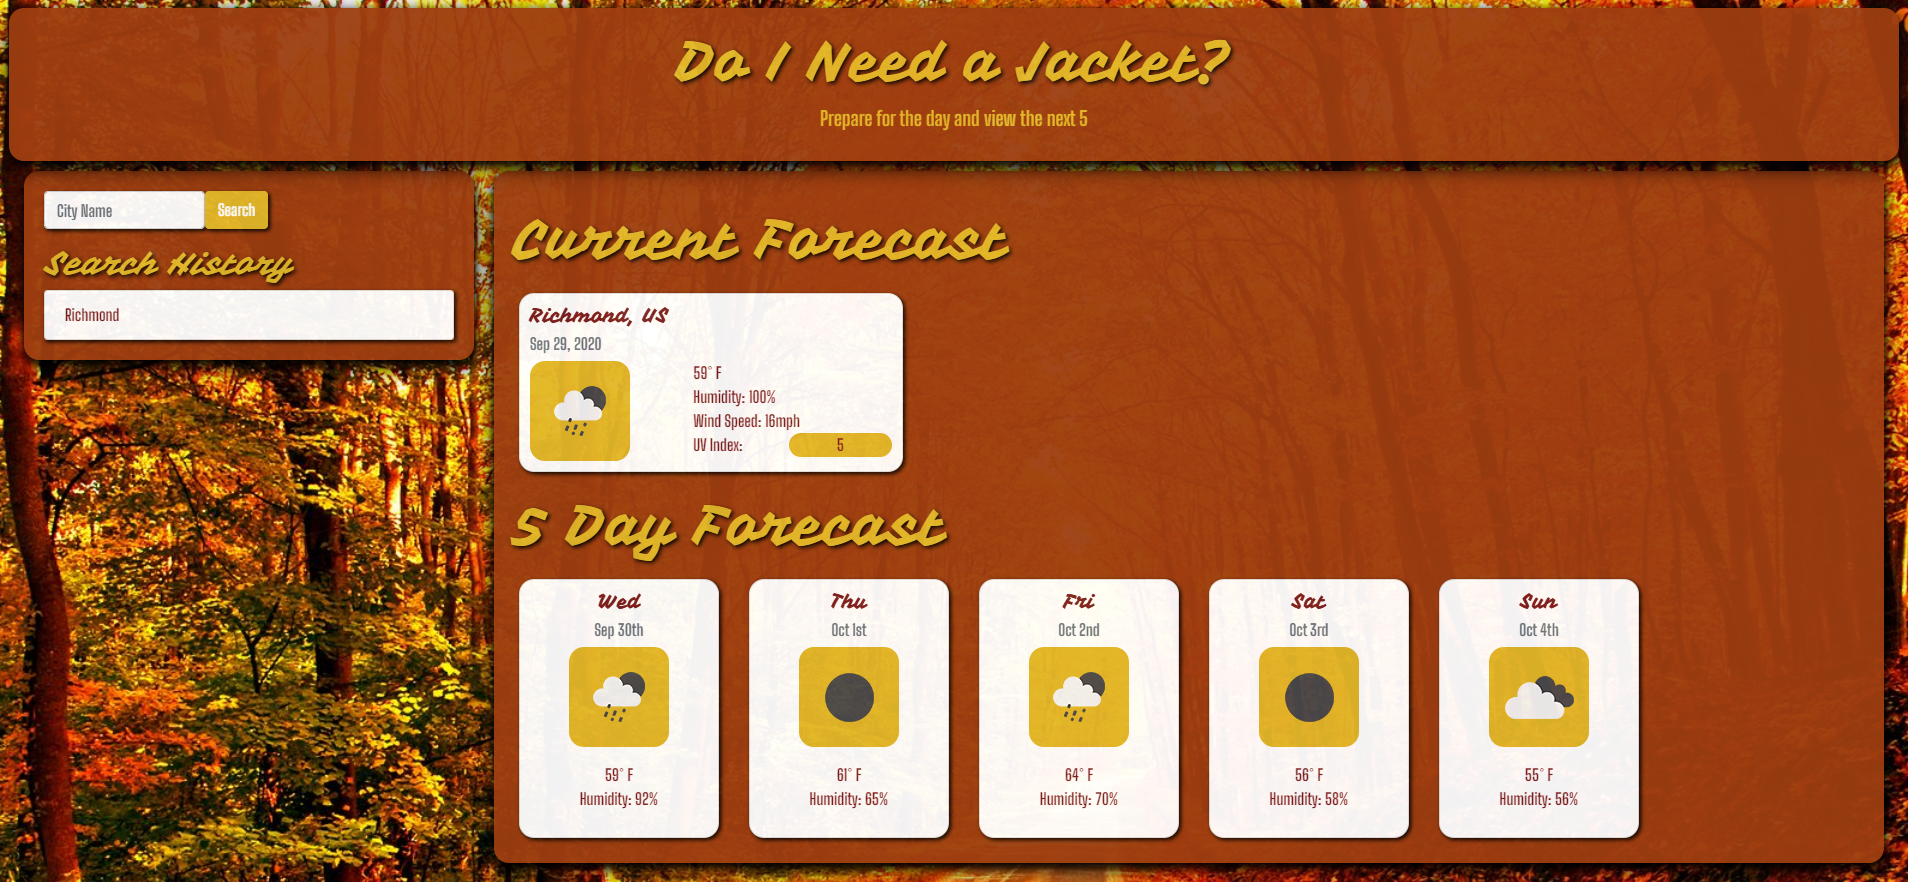 Do I Need a Jacket?
Prepare for the day and view the next 5
City Name
Search
Search History
Richmond
Current Forecast
Richmond, US
Sep 29, 2020
59° F
Humidity: 100%
Wind Speed: 16mph
UV Index: 5
5 Day Forecast
Wed
Sep 30th
59° F
Humidity: 92%
Thu
Oct 1st
61° F
Humidity: 65%
Fri
Oct 2nd
64° F
Humidity: 70%
Sat
Oct 3rd
56° F
Humidity: 58%
Sun
Oct 4th
55° F
Humidity: 56%